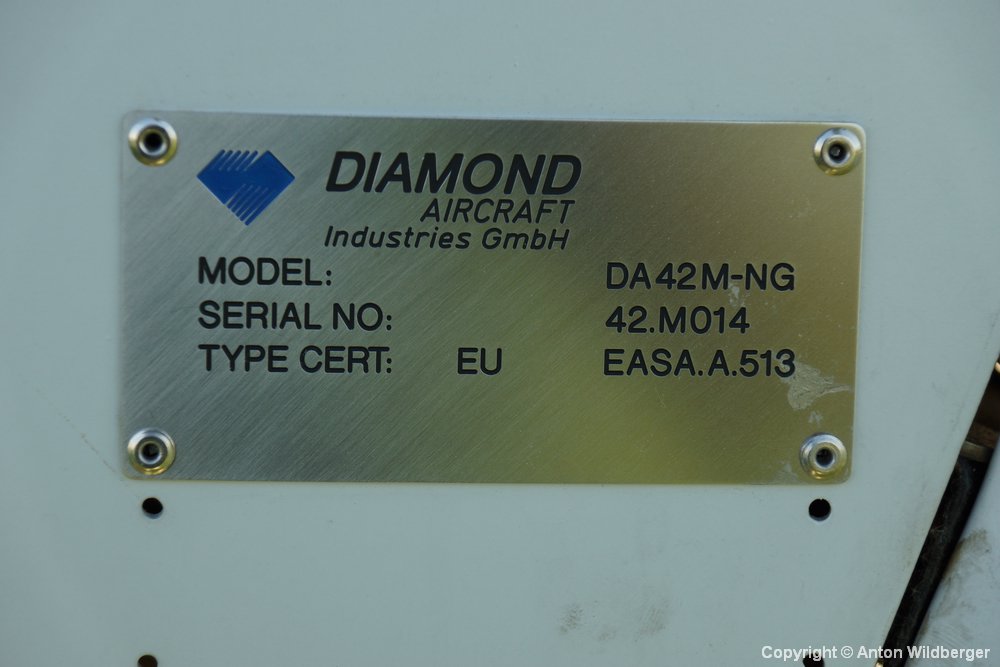 DIAMOND
AIRCRAFT
Industries GmbH
MODEL: DA42M-NG
SERIAL NO: 42.M014
TYPE CERT: EU EASA.A.513
Copyright © Anton Wildberger